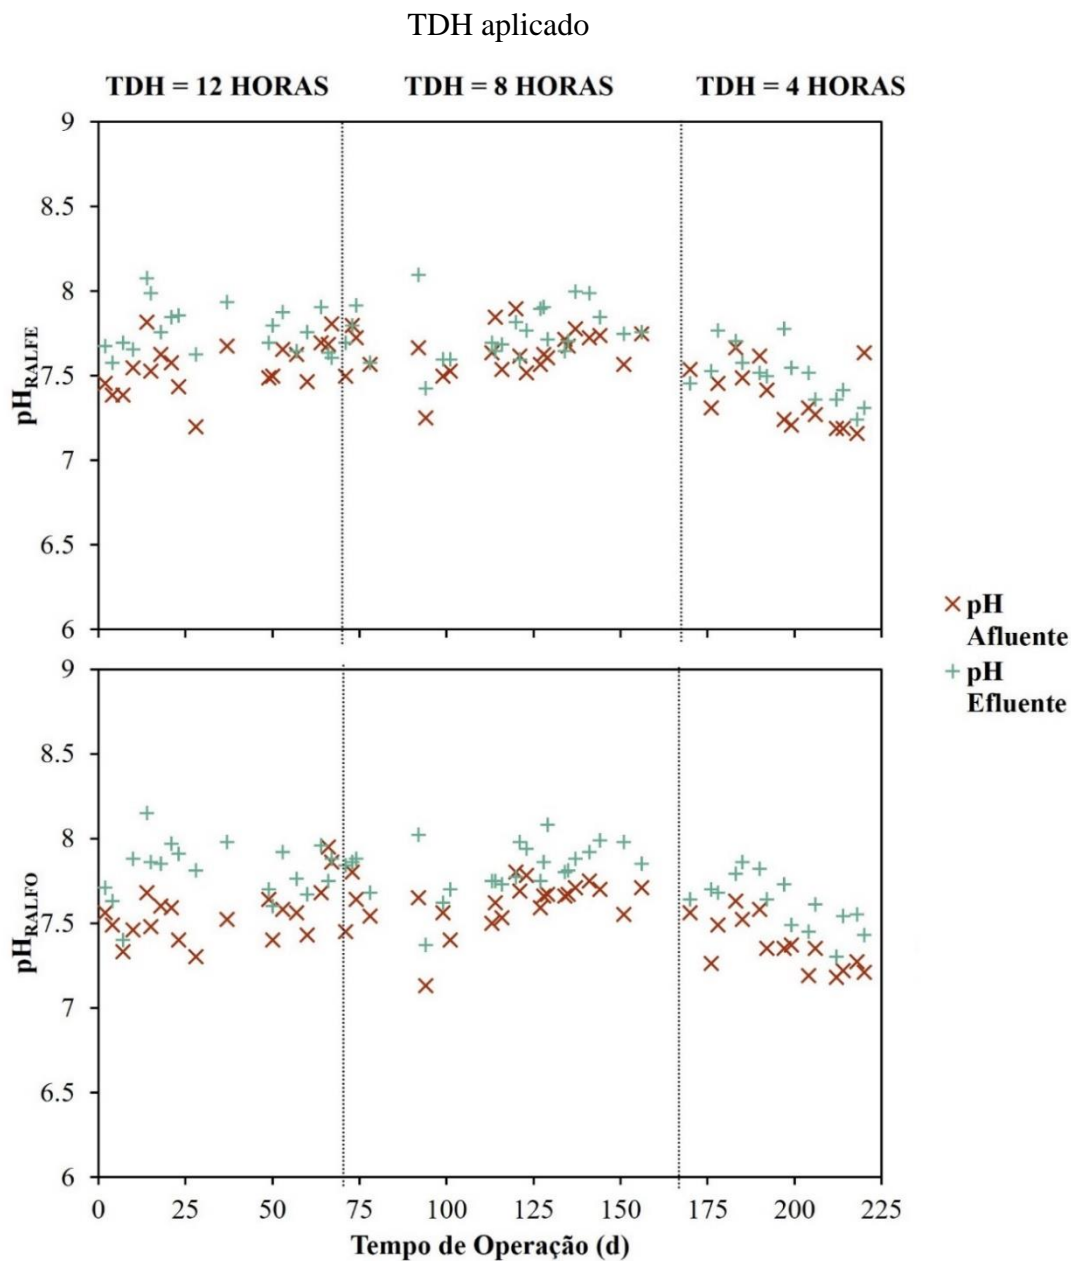 TDH aplicado
TDH = 12 HORAS
TDH = 8 HORAS
TDH = 4 HORAS
9
8.5
8
7.5
7
6.5
6
pHRALFE
9
8.5
8
7.5
7
6.5
6
pHRALFO
0
25
50
75
100
125
150
175
200
225
Tempo de Operação (d)
pH
Afluente
pH
Efluente